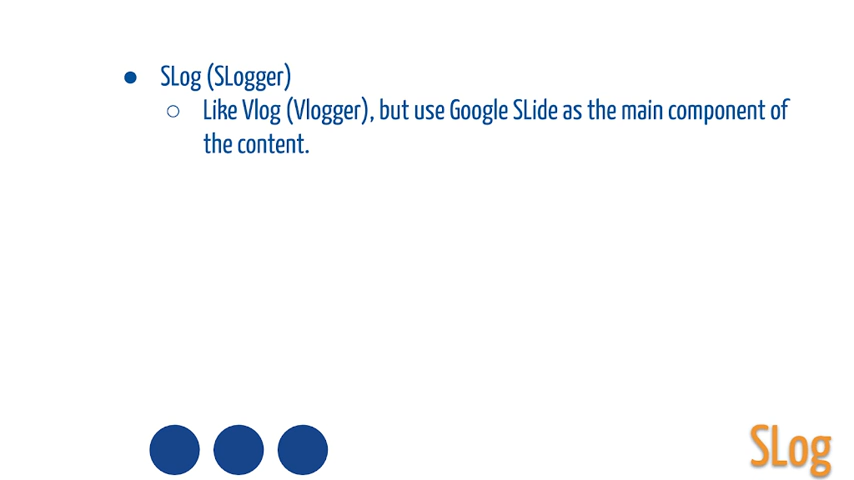 SLog (SLogger)
Like Vlog (Vlogger), but use Google SLide as the main component of
the content.
SLog